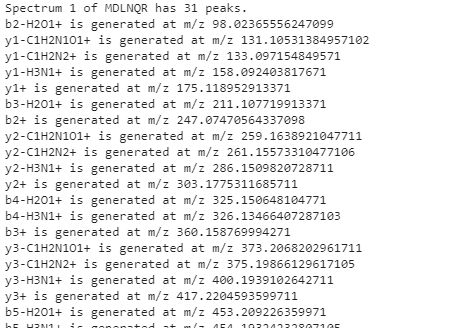 Spectrum 1 of MDLNQR has 31 peaks.
b2-H2O1+ is generated at m/z 98.02365556247099
y1-C1H2N1O1+ is generated at m/z 131.10531384957102
y1-C1H2N2+ is generated at m/z 133.097154849571
y1-H3N1+ is generated at m/z 158.092403817671
y1+ is generated at m/z 175.118952913371
b3-H2O1+ is generated at m/z 211.107719913371
b2+ is generated at m/z 247.07470564337098
y2-C1H2N1O1+ is generated at m/z 259.1638921047711
y2-C1H2N2+ is generated at m/z 261.15573310477106
y2-H3N1+ is generated at m/z 286.1509820728711
y2+ is generated at m/z 303.1775311685711
b4-H2O1+ is generated at m/z 325.150648104771
b4-H3N1+ is generated at m/z 326.13466407287103
b3+ is generated at m/z 360.158769994271
y3-C1H2N1O1+ is generated at m/z 373.2068202961711
y3-C1H2N2+ is generated at m/z 375.19866129617105
y3-H3N1+ is generated at m/z 400.1939102642711
y3+ is generated at m/z 417.2204593599711
b5-H2O1+ is generated at m/z 453.209226359971
b5-H3N1+ is generated at m/z 454.19324232807105